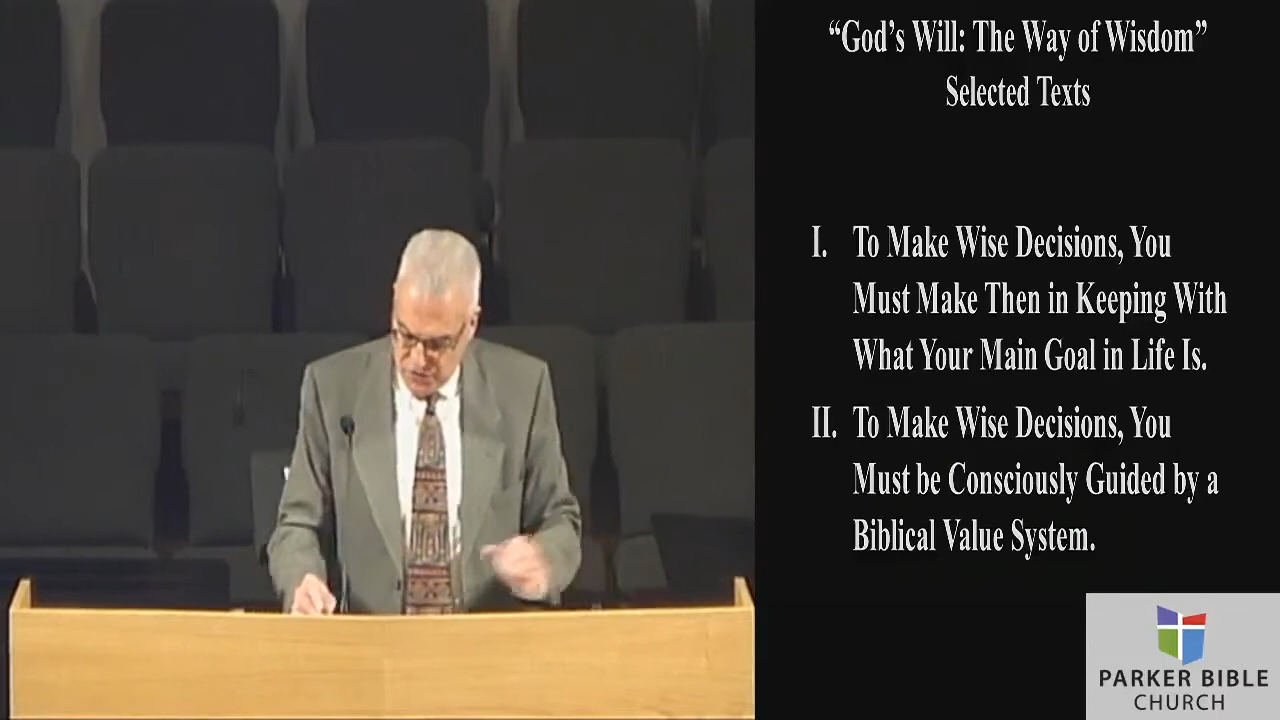 “God’s Will: The Way of Wisdom”
Selected Texts
I. To Make Wise Decisions, You
Must Make Then in Keeping With
What Your Main Goal in Life Is.
II. To Make Wise Decisions, You
Must be Consciously Guided by a
Biblical Value System.
PARKER BIBLE
CHURCH